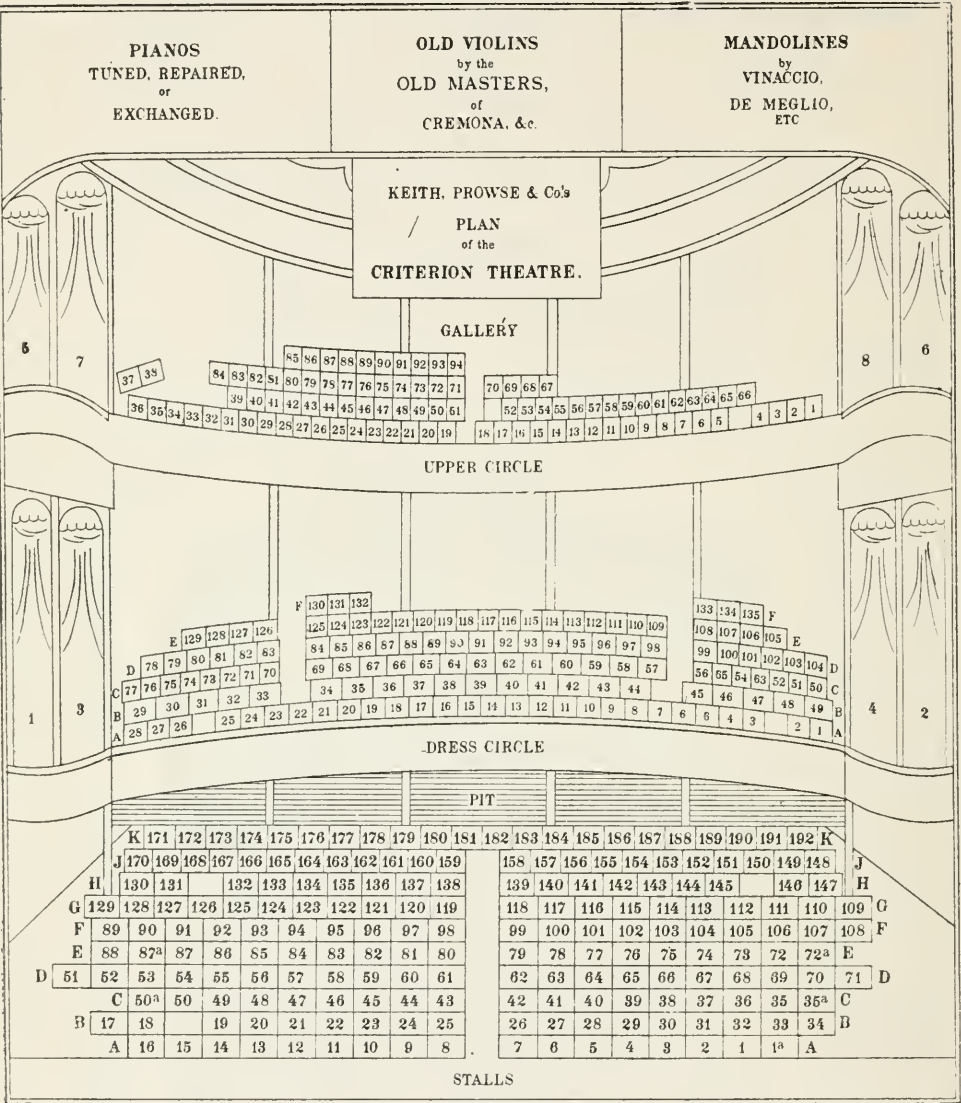 PIANOS
TUNED, REPAIRED,
or
EXCHANGED.
OLD VIOLINS
by the
OLD MASTERS,
of
CREMONA, &c.
MANDOLINES
by
VINACCIO,
DE MEGLIO,
ETC
KEITH, PROWSE & Co's
PLAN
of the
CRITERION THEATRE.
GALLERY
5 7 8 6
85 86 87 88 89 90 91 92 93 94
37 38 84 83 82 81 80 79 78 77 76 75 74 73 72 71 70 69 68 67
39 40 41 42 43 44 45 46 47 48 49 50 51 52 53 54 55 56 57 58 59 60 61 62 63 64 65 66
36 35 34 33 32 31 30 29 28 27 26 25 24 23 22 21 20 19 18 17 16 15 14 13 12 11 10 9 8 7 6 5 4 3 2 1
UPPER CIRCLE
1 3 4 2
F 130 131 132 133 134 135 F
E 129 128 127 126 125 124 123 122 121 120 119 118 117 116 115 114 113 112 111 110 109 108 107 106 105 E
D 78 79 80 81 82 83 84 85 86 87 88 89 90 91 92 93 94 95 96 97 98 99 100 101 102 103 104 D
C 77 76 75 74 73 72 71 70 69 68 67 66 65 64 63 62 61 60 59 58 57 56 55 54 53 52 51 50 C
B 29 30 31 32 33 34 35 36 37 38 39 40 41 42 43 44 45 46 47 48 49 B
A 28 27 26 25 24 23 22 21 20 19 18 17 16 15 14 13 12 11 10 9 8 7 6 5 4 3 2 1 A
DRESS CIRCLE
PIT
K 171 172 173 174 175 176 177 178 179 180 181 182 183 184 185 186 187 188 189 190 191 192 K
J 170 169 168 167 166 165 164 163 162 161 160 159 158 157 156 155 154 153 152 151 150 149 148 J
H 130 131 132 133 134 135 136 137 138 139 140 141 142 143 144 145 146 147 H
G 129 128 127 126 125 124 123 122 121 120 119 118 117 116 115 114 113 112 111 110 109 G
F 89 90 91 92 93 94 95 96 97 98 99 100 101 102 103 104 105 106 107 108 F
E 88 87a 87 86 85 84 83 82 81 80 79 78 77 76 75 74 73 72 72a E
D 51 52 53 54 55 56 57 58 59 60 61 62 63 64 65 66 67 68 69 70 71 D
C 50a 50 49 48 47 46 45 44 43 42 41 40 39 38 37 36 35 35a C
B 17 18 19 20 21 22 23 24 25 26 27 28 29 30 31 32 33 34 B
A 16 15 14 13 12 11 10 9 8 7 6 5 4 3 2 1 1a A
STALLS